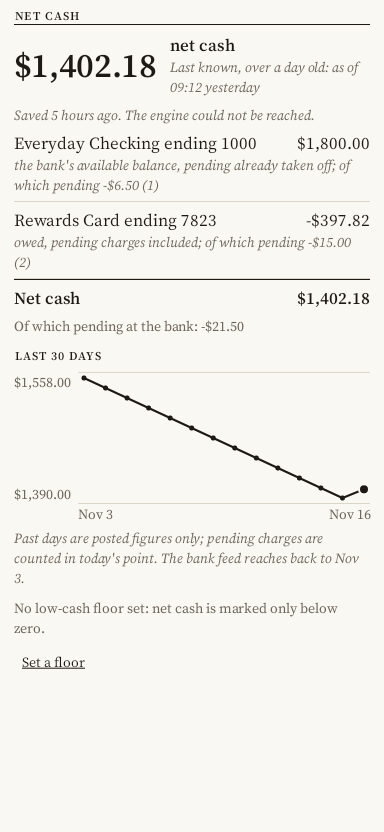 NET CASH
$1,402.18
net cash
Last known, over a day old: as of
09:12 yesterday
Saved 5 hours ago. The engine could not be reached.
Everyday Checking ending 1000 $1,800.00
the bank's available balance, pending already taken off; of
which pending -$6.50 (1)
Rewards Card ending 7823 -$397.82
owed, pending charges included; of which pending -$15.00
(2)
Net cash $1,402.18
Of which pending at the bank: -$21.50
LAST 30 DAYS
$1,558.00
$1,390.00
Nov 3 Nov 16
Past days are posted figures only; pending charges are
counted in today's point. The bank feed reaches back to Nov
3.
No low-cash floor set: net cash is marked only below
zero.
Set a floor